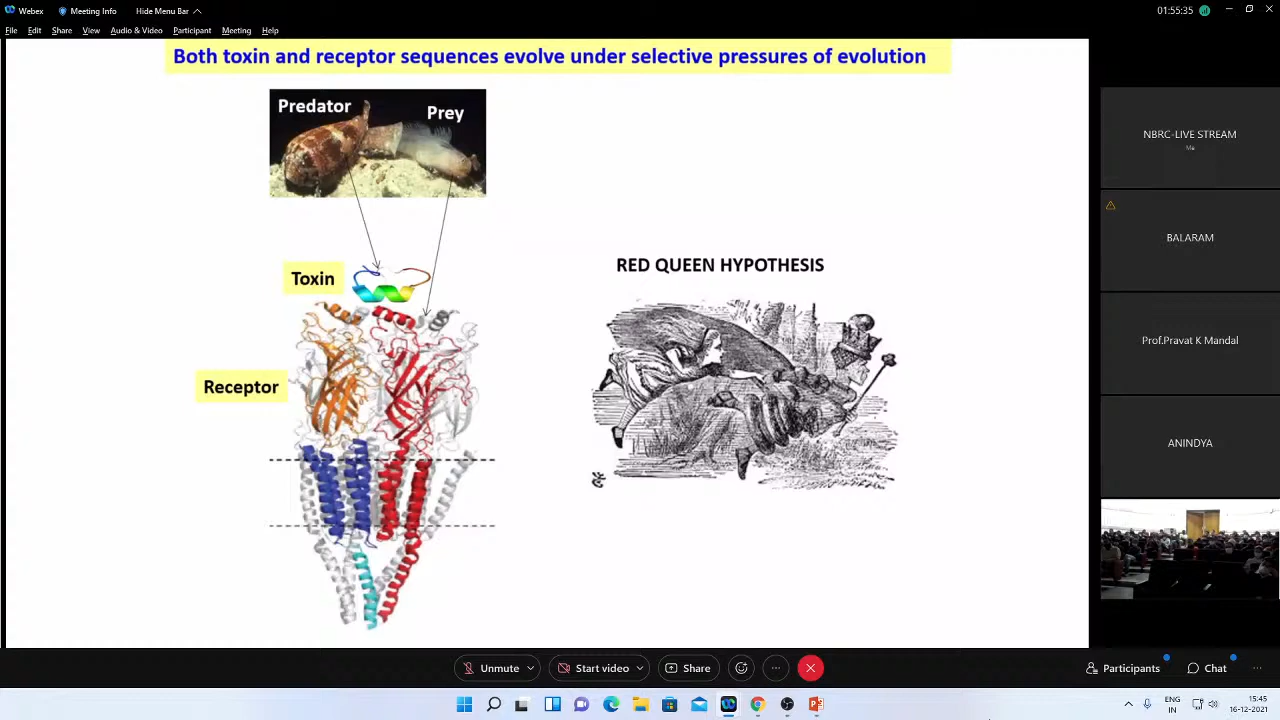 Webex
Meeting Info
Hide Menu Bar
01:55:35
File Edit Share View Audio & Video Participant Meeting Help
Both toxin and receptor sequences evolve under selective pressures of evolution
Predator
Prey
Toxin
RED QUEEN HYPOTHESIS
Receptor
NBRC-LIVE STREAM
Me
BALARAM
Prof.Pravat K Mandal
ANINDYA
Unmute
Start video
Share
Participants
Chat
ENG
IN
15:45
16-12-2021